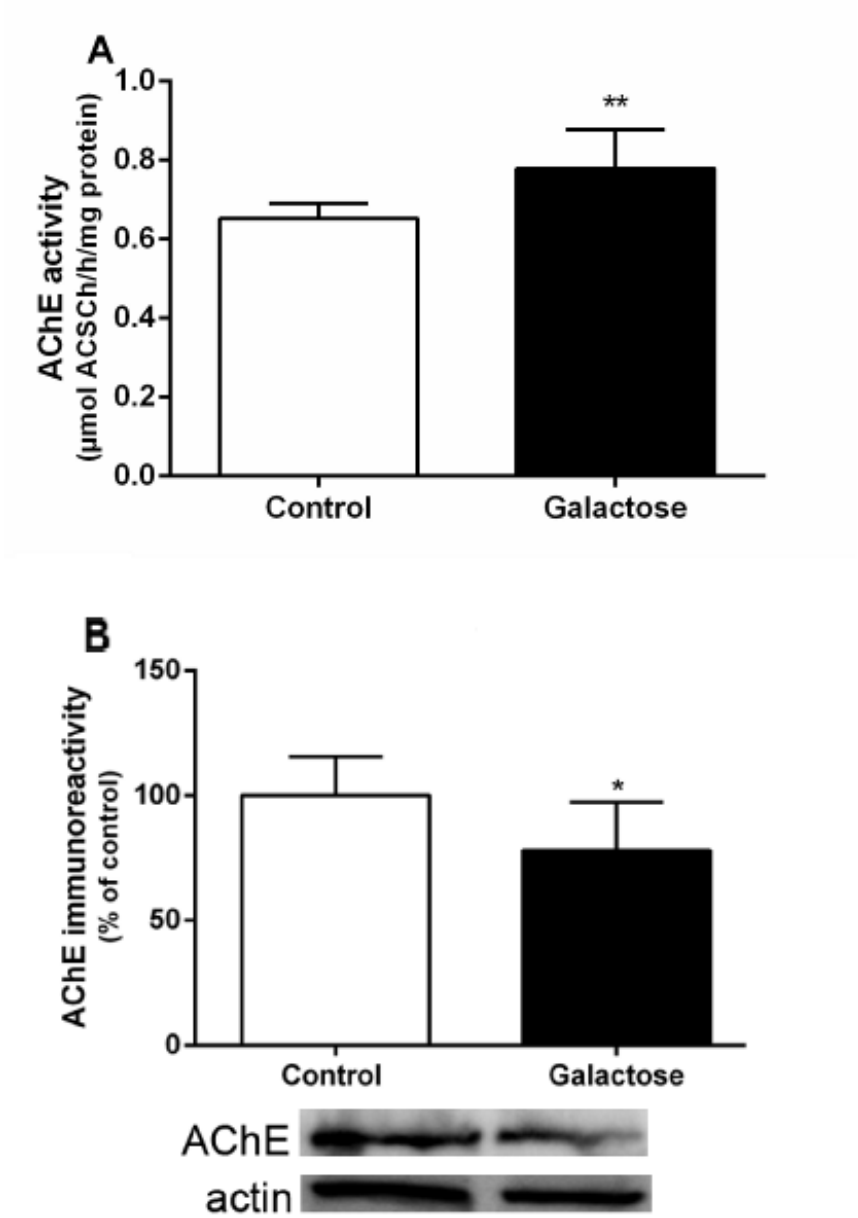 A
AChE activity
(µmol ACSCh/h/mg protein)
1.0
0.8
0.6
0.4
0.2
0.0
**
Control Galactose
B
AChE immunoreactivity
(% of control)
150
100
50
0
*
Control Galactose
AChE
actin